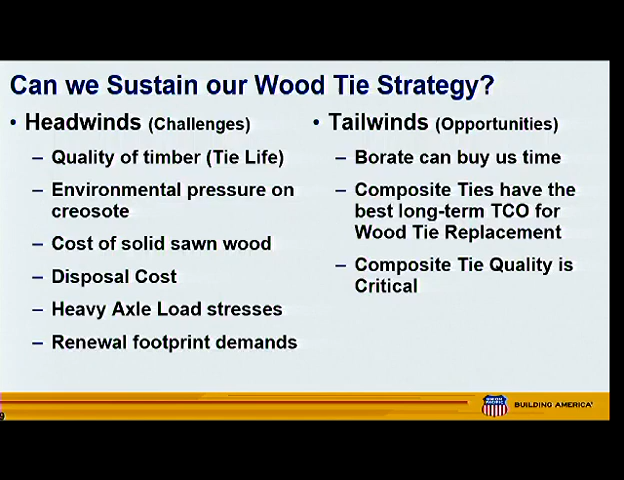 Can we Sustain our Wood Tie Strategy?
• Headwinds (Challenges)
– Quality of timber (Tie Life)
– Environmental pressure on
creosote
– Cost of solid sawn wood
– Disposal Cost
– Heavy Axle Load stresses
– Renewal footprint demands
• Tailwinds (Opportunities)
– Borate can buy us time
– Composite Ties have the
best long-term TCO for
Wood Tie Replacement
– Composite Tie Quality is
Critical
9
UNION
PACIFIC
BUILDING AMERICA®